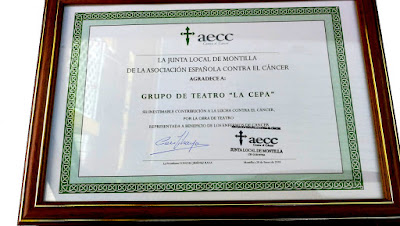 aecc
LA JUNTA LOCAL DE MONTILLA
DE LA ASOCIACIÓN ESPAÑOLA CONTRA EL CÁNCER
AGRADECE A:
GRUPO DE TEATRO "LA CEPA"
SU INESTIMABLE CONTRIBUCIÓN A LA LUCHA CONTRA EL CÁNCER,
POR LA OBRA DE TEATRO
REPRESENTADA A BENEFICIO DE LOS ENFERMOS DE CÁNCER
aecc
JUNTA LOCAL DE MONTILLA